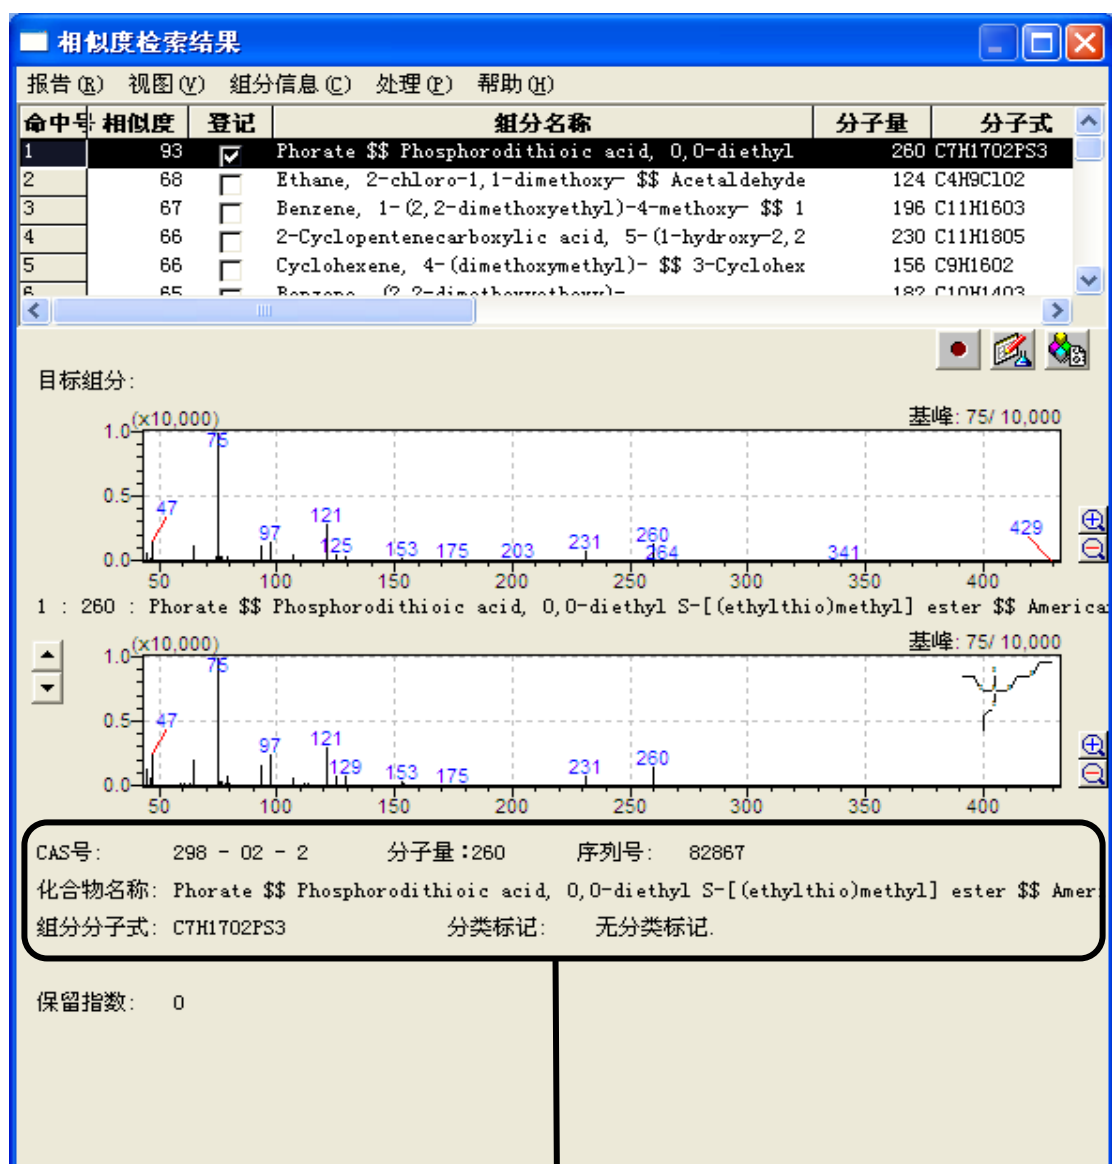 相似度检索结果
报告(R) 视图(V) 组分信息(C) 处理(P) 帮助(H)
命中号 相似度 登记 组分名称 分子量 分子式
1 93 Phorate $$ Phosphorodithioic acid, O,O-diethyl 260 C7H17O2PS3
2 68 Ethane, 2-chloro-1,1-dimethoxy- $$ Acetaldehyde 124 C4H9ClO2
3 67 Benzene, 1-(2,2-dimethoxyethyl)-4-methoxy- $$ 1 196 C11H16O3
4 66 2-Cyclopentenecarboxylic acid, 5-(1-hydroxy-2,2 230 C11H18O5
5 66 Cyclohexene, 4-(dimethoxymethyl)- $$ 3-Cyclohex 156 C9H16O2
6 65 Benzene, (2,2-dimethoxyethoxy)- 182 C10H14O3
目标组分:
(x10,000) 基峰: 75/ 10,000
1.0 75
0.5 47 121 429
97 125 153 175 203 231 260 264 341
0.0
50 100 150 200 250 300 350 400
1 : 260 : Phorate $$ Phosphorodithioic acid, O,O-diethyl S-[(ethylthio)methyl] ester $$ America
(x10,000) 基峰: 75/ 10,000
1.0 75
0.5 47
97 121 129 153 175 231 260
0.0
50 100 150 200 250 300 350 400
CAS号: 298 - 02 - 2 分子量:260 序列号: 82867
化合物名称: Phorate $$ Phosphorodithioic acid, O,O-diethyl S-[(ethylthio)methyl] ester $$ Ameri
组分分子式: C7H17O2PS3 分类标记: 无分类标记.
保留指数: 0